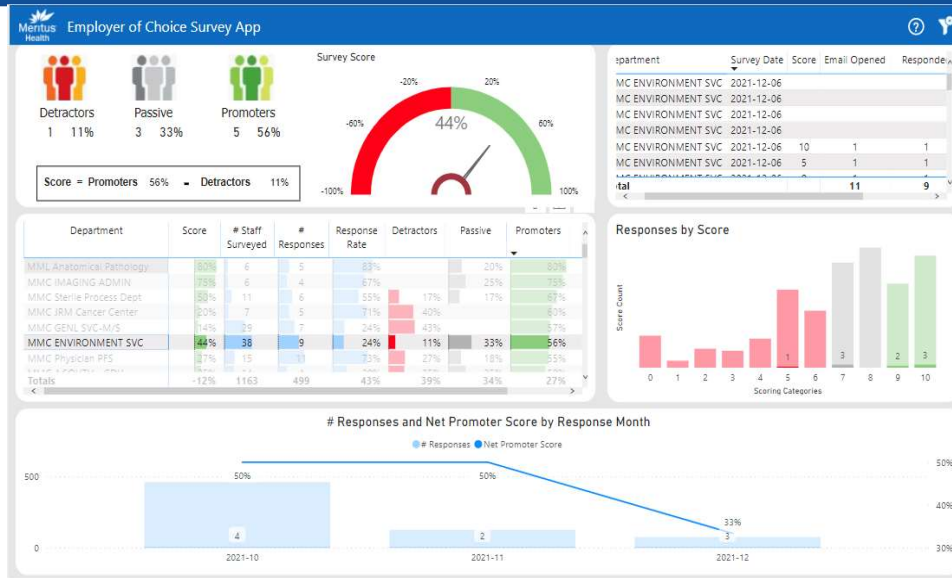 Meritus
Health
Employer of Choice Survey App
Detractors Passive Promoters
1 11% 3 33% 5 56%
Score = Promoters 56% - Detractors 11%
Survey Score
-20% 20%
-60% 44% 60%
-100% 100%
epartment Survey Date Score Email Opened Responde
MC ENVIRONMENT SVC 2021-12-06
MC ENVIRONMENT SVC 2021-12-06
MC ENVIRONMENT SVC 2021-12-06
MC ENVIRONMENT SVC 2021-12-06
MC ENVIRONMENT SVC 2021-12-06 10 1 1
MC ENVIRONMENT SVC 2021-12-06 5 1 1
otal 11 9
Department Score # Staff Surveyed # Responses Response Rate Detractors Passive Promoters
MML Anatomical Pathology 60% 6 5 83% 20% 80%
MMC IMAGING ADMIN 75% 6 4 67% 25% 75%
MMC Sterile Process Dept 50% 11 6 55% 17% 17% 67%
MMC JRM Cancer Center 20% 7 5 71% 40% 60%
MMC GENL SVC-M/S 14% 29 7 24% 43% 57%
MMC ENVIRONMENT SVC 44% 38 9 24% 11% 33% 56%
MMC Physician PFS 27% 15 11 73% 27% 18% 55%
Totals -12% 1163 499 43% 39% 34% 27%
Responses by Score
Score Count
1 3 2 3
0 1 2 3 4 5 6 7 8 9 10
Scoring Categories
# Responses and Net Promoter Score by Response Month
# Responses Net Promoter Score
500 50% 50% 50%
40%
33%
0 4 2 3 30%
2021-10 2021-11 2021-12